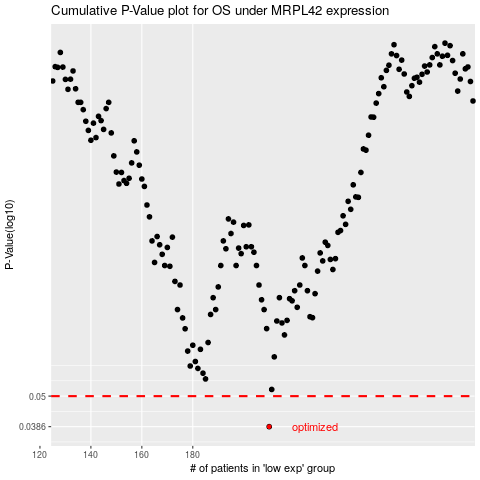 Cumulative P-Value plot for OS under MRPL42 expression
P-Value(log10)
0.05
0.0386
optimized
120 140 160 180
# of patients in 'low exp' group